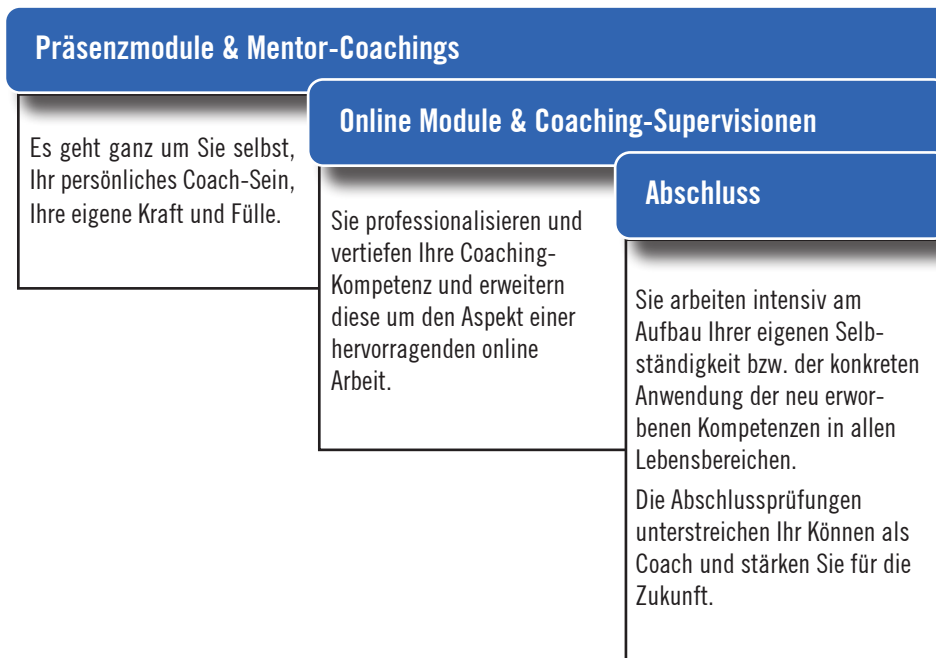 Präsenzmodule & Mentor-Coachings
Es geht ganz um Sie selbst,
Ihr persönliches Coach-Sein,
Ihre eigene Kraft und Fülle.
Online Module & Coaching-Supervisionen
Sie professionalisieren und
vertiefen Ihre Coaching-
Kompetenz und erweitern
diese um den Aspekt einer
hervorragenden online
Arbeit.
Abschluss
Sie arbeiten intensiv am
Aufbau Ihrer eigenen Selb-
ständigkeit bzw. der konkreten
Anwendung der neu erwor-
benen Kompetenzen in allen
Lebensbereichen.
Die Abschlussprüfungen
unterstreichen Ihr Können als
Coach und stärken Sie für die
Zukunft.